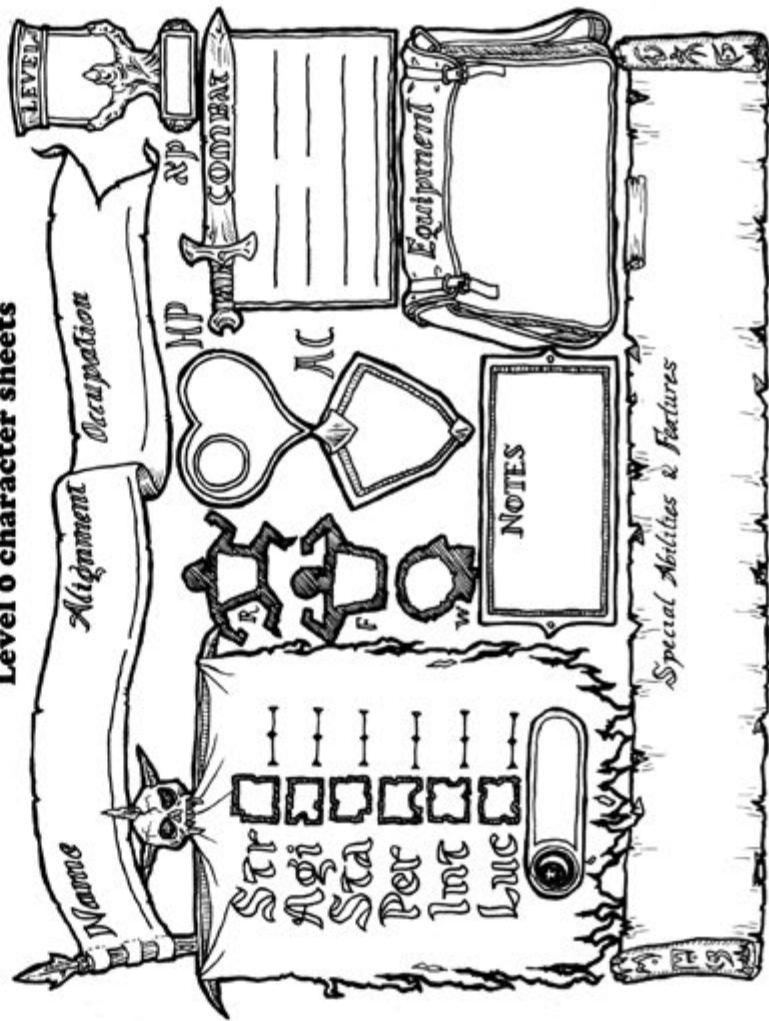 Level 0 character sheets
Name
Alignment
Occupation
LEVEL
Str
Agi
Sta
Per
Int
Luc
R
F
W
HP
XP
AC
COMBAT
Equipment
NOTES
Special Abilities & Features